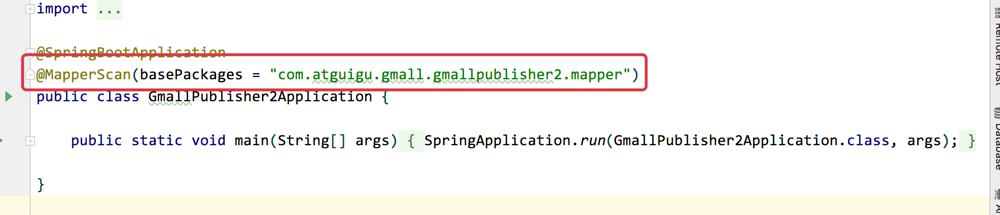 import ...
@SpringBootApplication
@MapperScan(basePackages = "com.atguigu.gmall.gmallpublisher2.mapper")
public class GmallPublisher2Application {
public static void main(String[] args) { SpringApplication.run(GmallPublisher2Application.class, args); }
}
Remote Host
Database